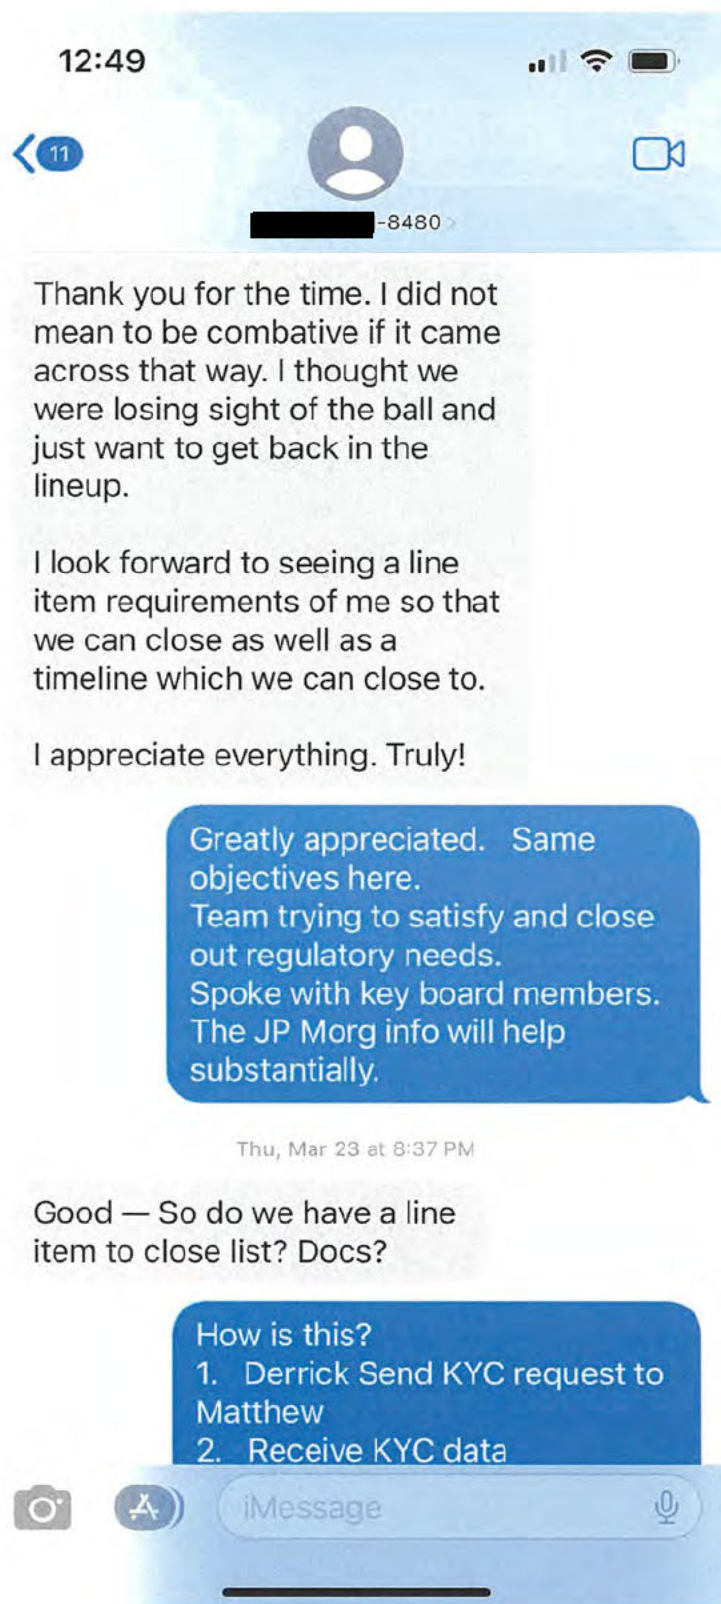 12:49
11
-8480 >
Thank you for the time. I did not
mean to be combative if it came
across that way. I thought we
were losing sight of the ball and
just want to get back in the
lineup.
I look forward to seeing a line
item requirements of me so that
we can close as well as a
timeline which we can close to.
I appreciate everything. Truly!
Greatly appreciated.   Same
objectives here.
Team trying to satisfy and close
out regulatory needs.
Spoke with key board members.
The JP Morg info will help
substantially.
Thu, Mar 23 at 8:37 PM
Good — So do we have a line
item to close list? Docs?
How is this?
1.   Derrick Send KYC request to
Matthew
2.   Receive KYC data
iMessage